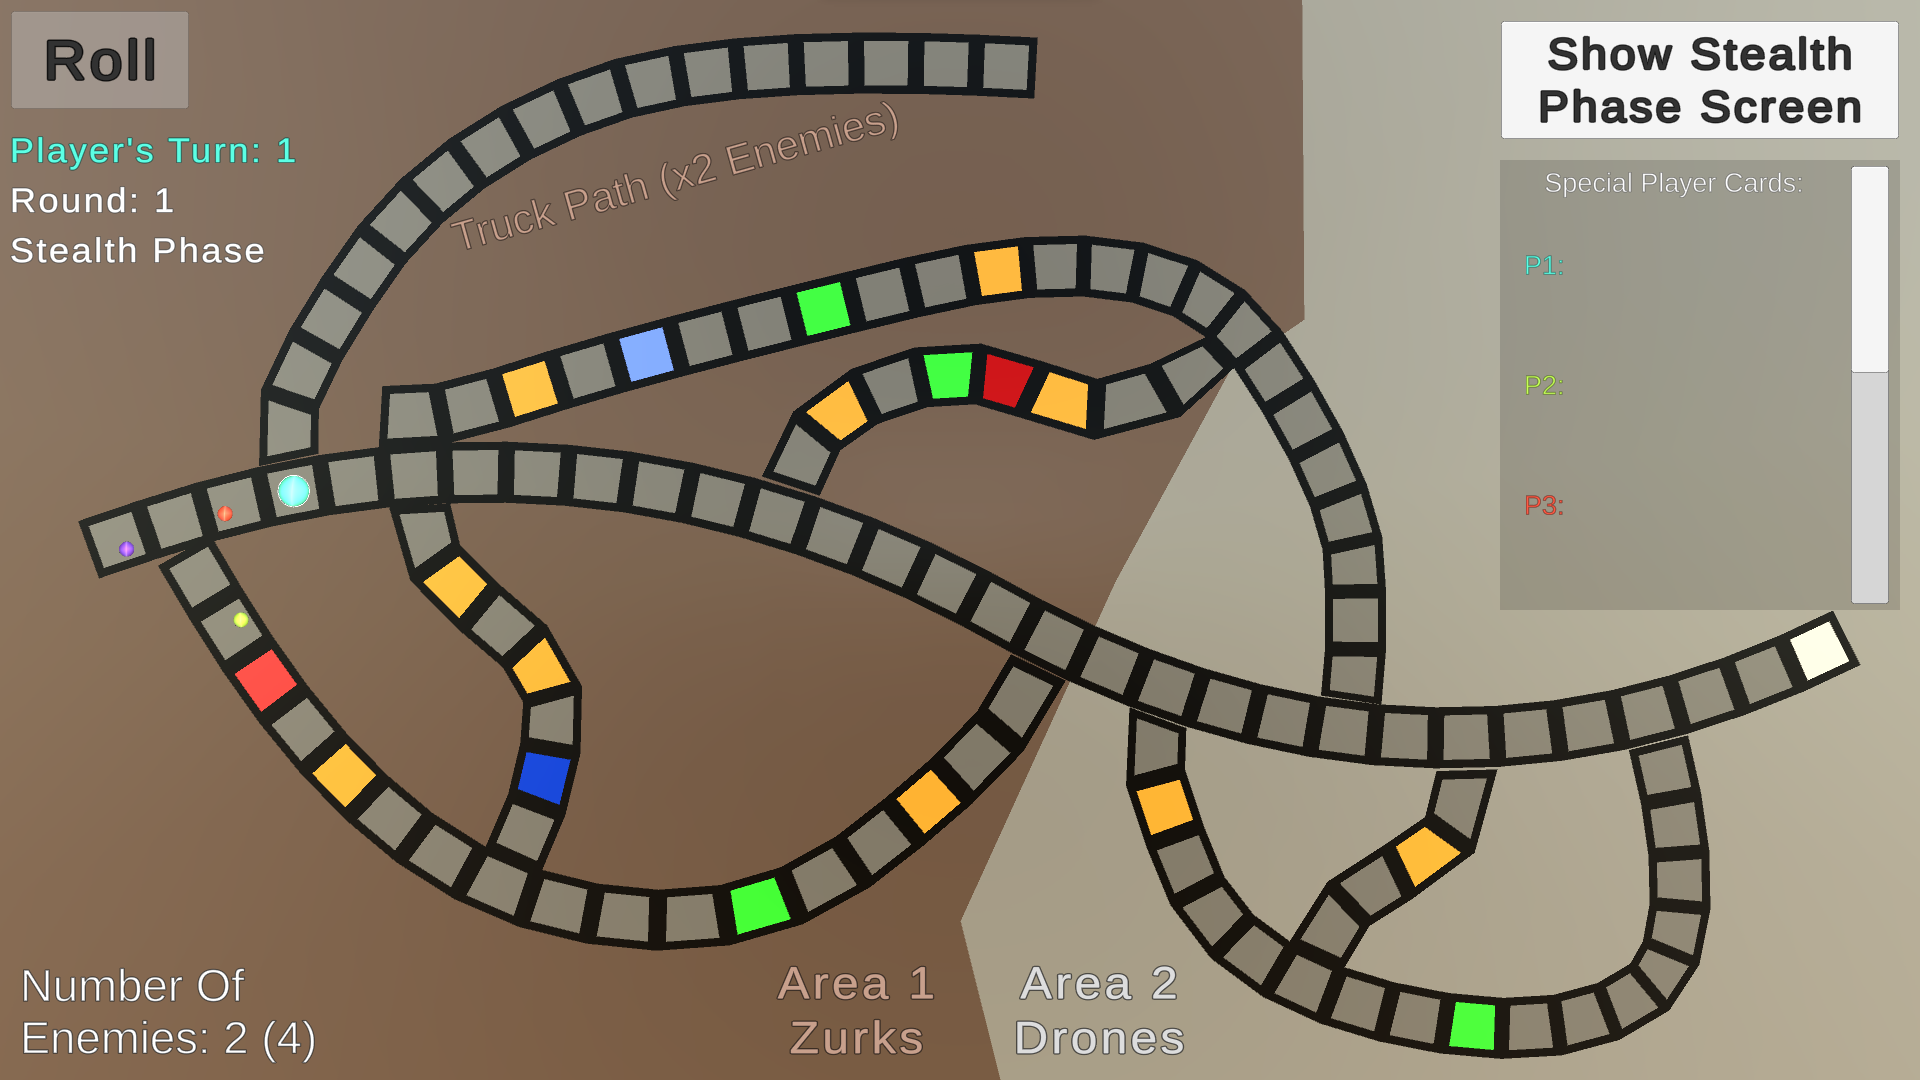 Roll
Player's Turn: 1
Round: 1
Stealth Phase
Truck Path (x2 Enemies)
Show Stealth
Phase Screen
Special Player Cards:
P1:
P2:
P3:
Number Of
Enemies: 2 (4)
Area 1
Zurks
Area 2
Drones